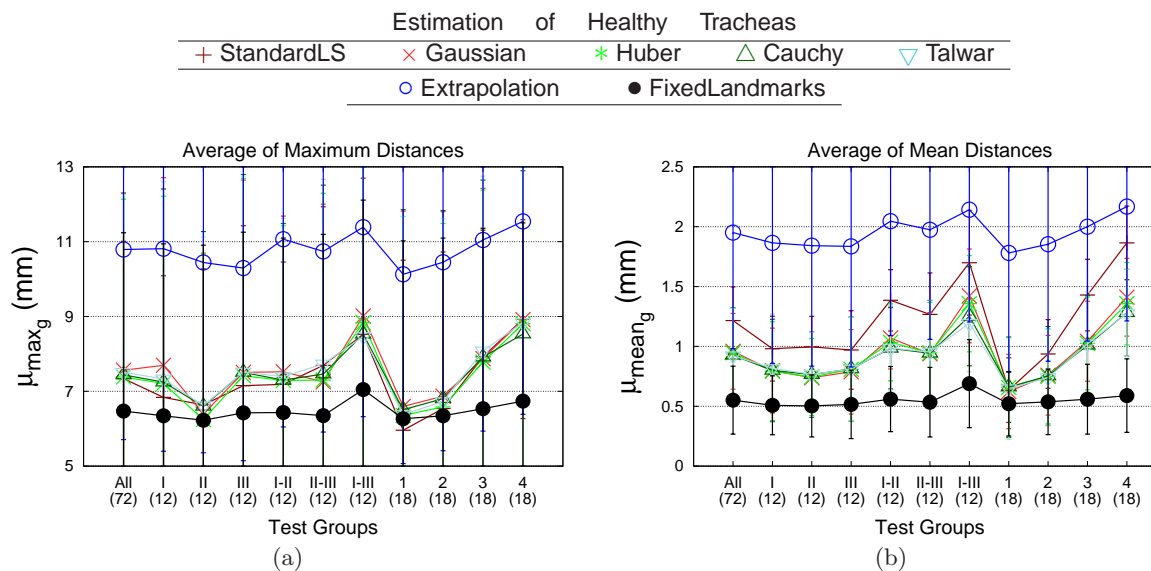 Estimation of Healthy Tracheas
StandardLS Gaussian Huber Cauchy Talwar
Extrapolation FixedLandmarks
Average of Maximum Distances
μmax_g (mm)
13
11
9
7
5
All I II III I-II II-III I-III 1 2 3 4
(72) (12) (12) (12) (12) (12) (12) (18) (18) (18) (18)
Test Groups
(a)
Average of Mean Distances
μmean_g (mm)
2.5
2
1.5
1
0.5
0
All I II III I-II II-III I-III 1 2 3 4
(72) (12) (12) (12) (12) (12) (12) (18) (18) (18) (18)
Test Groups
(b)